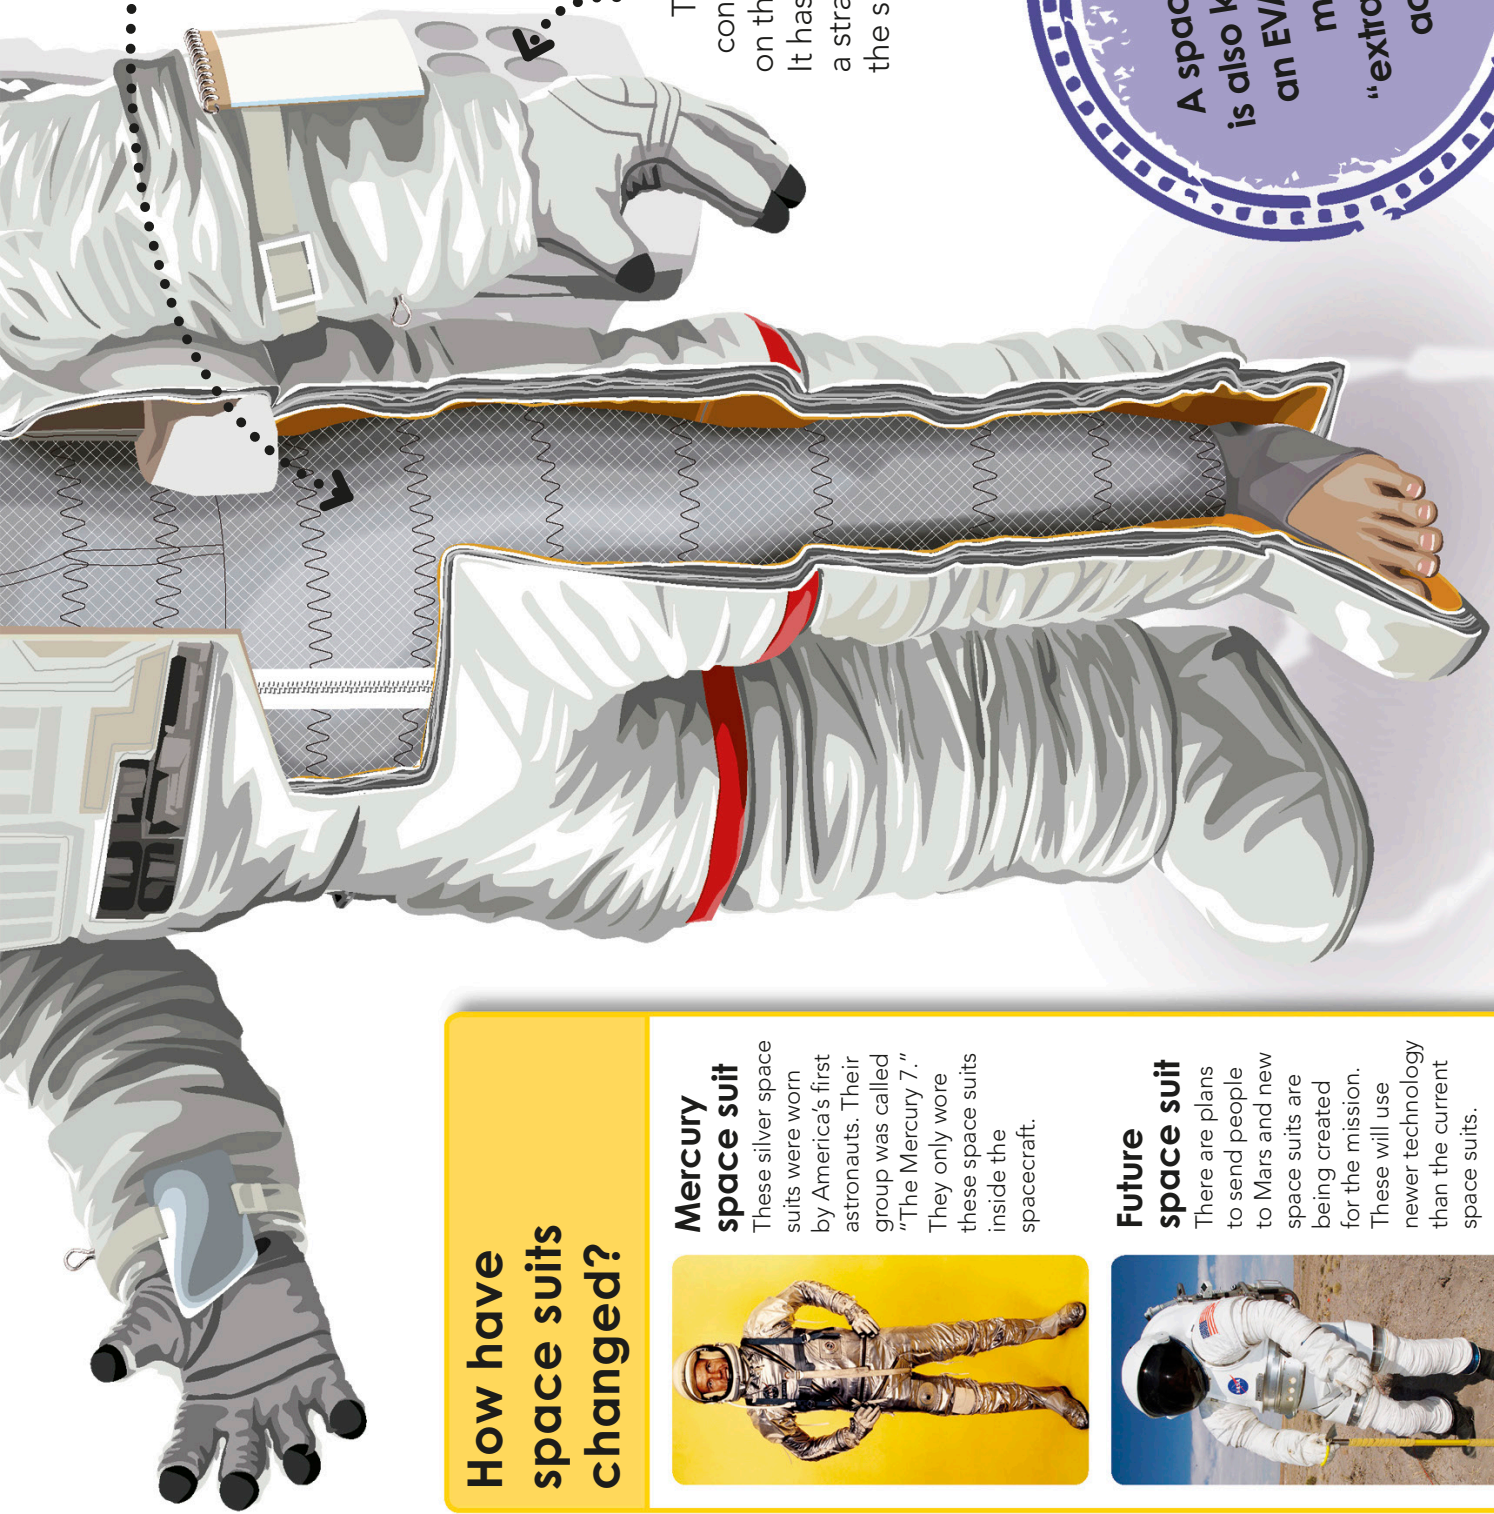 T
con
on th
It has
a stra
the s
A spac
is also k
an EVA
m
“extra
ac
How have
space suits
changed?
Mercury
space suit
These silver space
suits were worn
by America’s first
astronauts. Their
group was called
“The Mercury 7.”
They only wore
these space suits
inside the
spacecraft.
Future
space suit
There are plans
to send people
to Mars and new
space suits are
being created
for the mission.
These will use
newer technology
than the current
space suits.